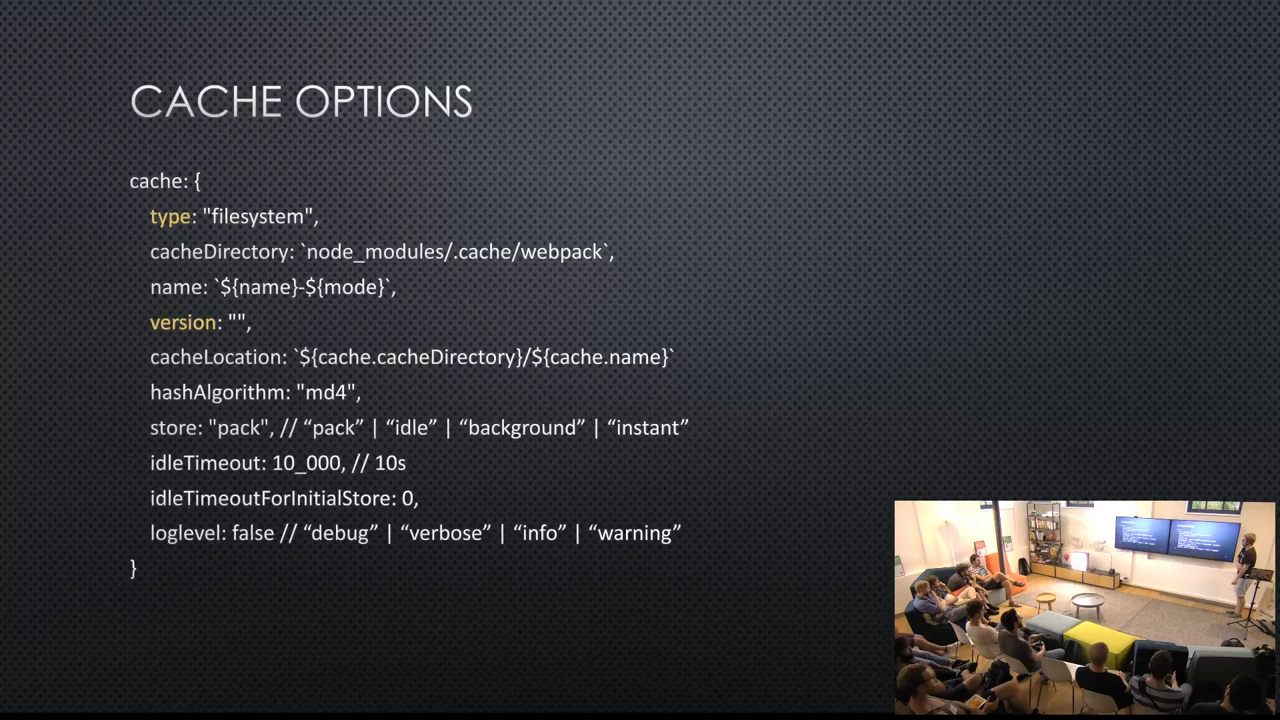 CACHE OPTIONS
cache: {
type: "filesystem",
cacheDirectory: `node_modules/.cache/webpack`,
name: `${name}-${mode}`,
version: "",
cacheLocation: `${cache.cacheDirectory}/${cache.name}`
hashAlgorithm: "md4",
store: "pack", // “pack” | “idle” | “background” | “instant”
idleTimeout: 10_000, // 10s
idleTimeoutForInitialStore: 0,
loglevel: false // “debug” | “verbose” | “info” | “warning”
}